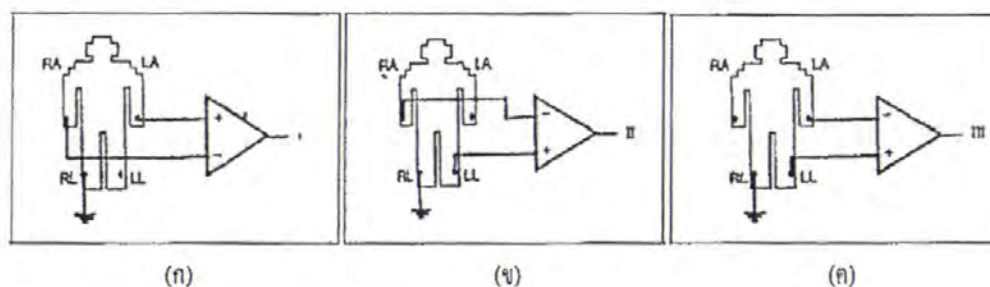 RA LA
+
−
I
RL LL
RA LA
−
+
II
RL LL
RA LA
−
+
III
RL LL
(ก) (ข) (ค)